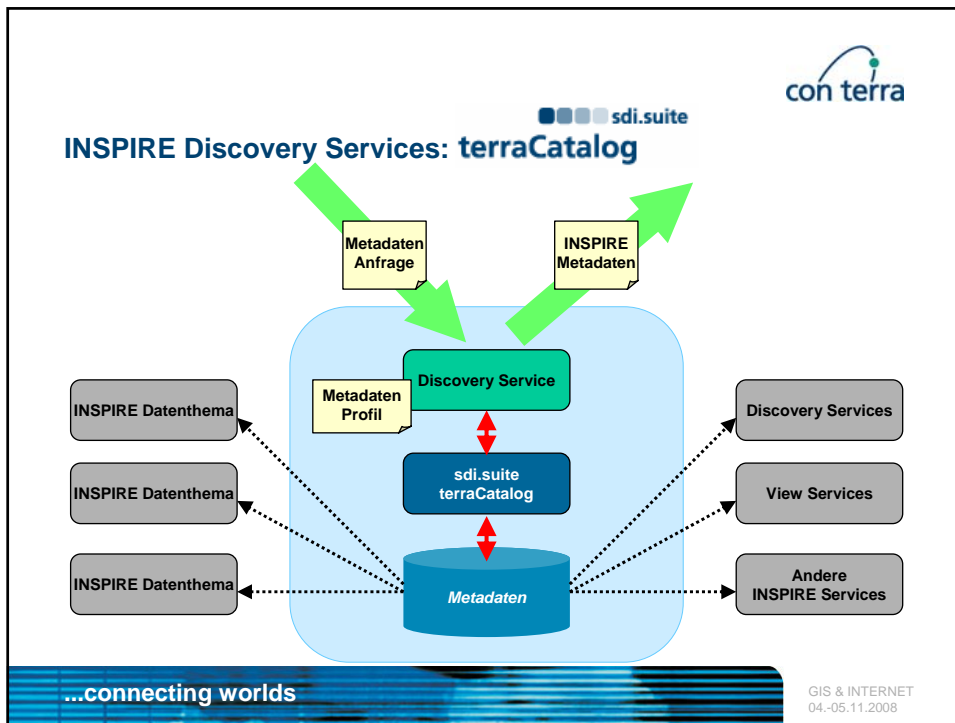 con terra
sdi.suite
INSPIRE Discovery Services: terraCatalog
Metadaten
Anfrage
INSPIRE
Metadaten
Discovery Service
Metadaten
Profil
INSPIRE Datenthema
Discovery Services
sdi.suite
terraCatalog
INSPIRE Datenthema
View Services
INSPIRE Datenthema
Metadaten
Andere
INSPIRE Services
...connecting worlds
GIS & INTERNET
04.-05.11.2008